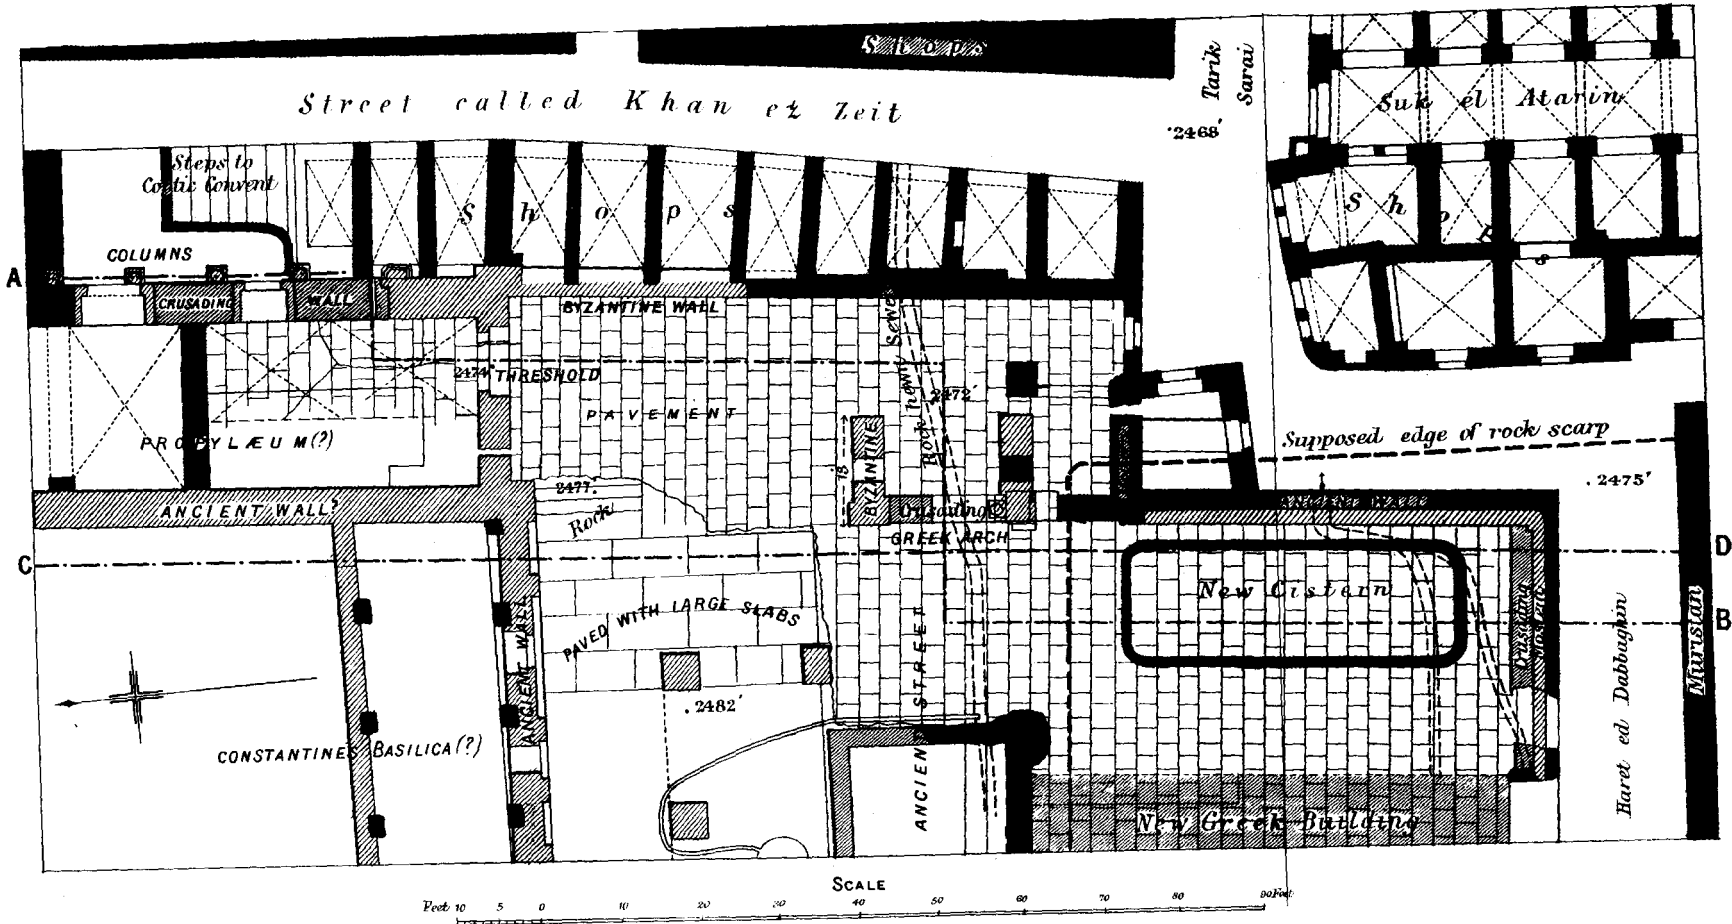 Shops
Street called Khan ez Zeit
Tarik
Sarai
.2468'
Suk el Atarin
Steps to
Coptic Convent
Shops
Shops
COLUMNS
A
CRUSADING WALL
BYZANTINE WALL
Sewer
2474' THRESHOLD
PAVEMENT
2472'
Rock
PROPYLÆUM(?)
18'
BYZANTINE
Supposed edge of rock scarp
.2475'
2477'
Rock
ANCIENT WALL?
Crusading
GREEK ARCH
ANCIENT WALL
C
D
New Cistern
B
PAVED WITH LARGE SLABS
ANCIENT WALL
ANCIENT STREET
Crusading
Haret ed Dabbaghin
Muristan
.2482'
CONSTANTINES BASILICA(?)
New Greek Building
SCALE
Feet 10 5 0 10 20 30 40 50 60 70 80 90 Feet